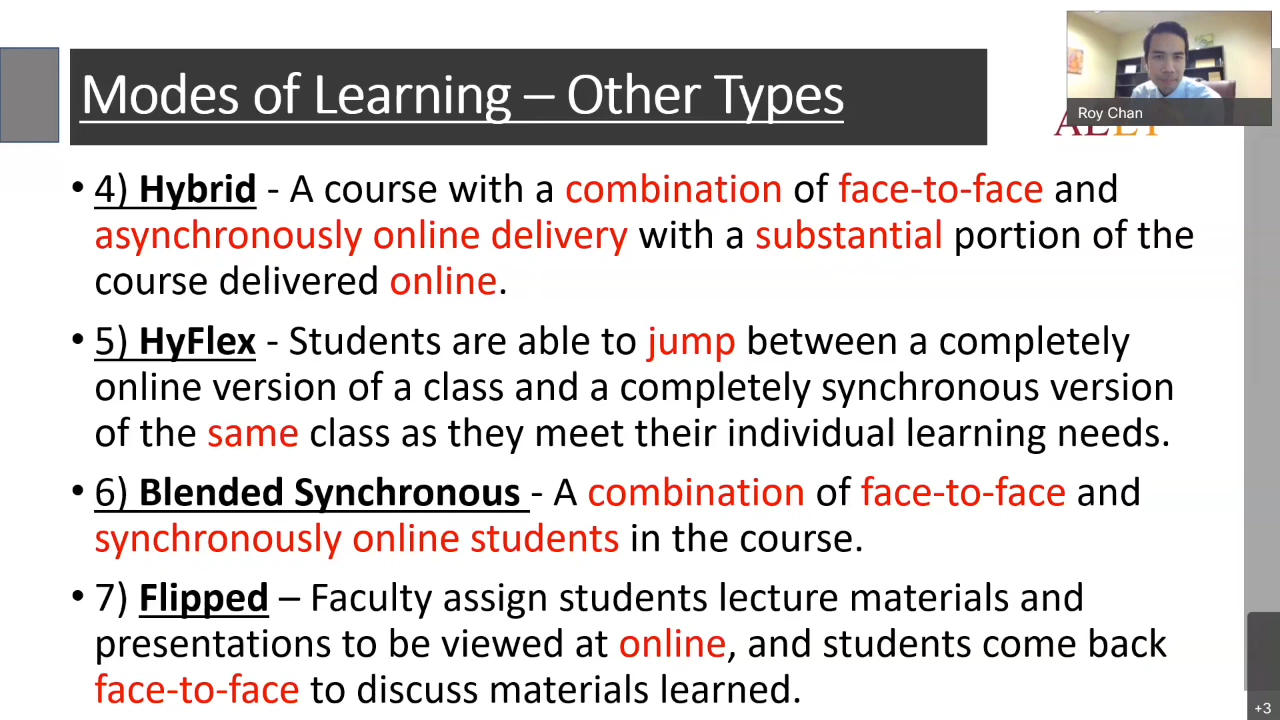 Modes of Learning – Other Types
Roy Chan
• 4) Hybrid - A course with a combination of face-to-face and
asynchronously online delivery with a substantial portion of the
course delivered online.
• 5) HyFlex - Students are able to jump between a completely
online version of a class and a completely synchronous version
of the same class as they meet their individual learning needs.
• 6) Blended Synchronous - A combination of face-to-face and
synchronously online students in the course.
• 7) Flipped – Faculty assign students lecture materials and
presentations to be viewed at online, and students come back
face-to-face to discuss materials learned.
+3